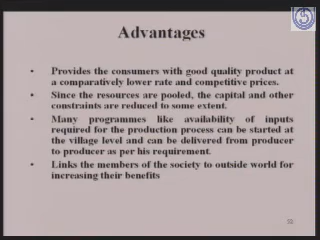 Advantages
• Provides the consumers with good quality product at
a comparatively lower rate and competitive prices.
• Since the resources are pooled, the capital and other
constraints are reduced to some extent.
• Many programmes like availability of inputs
required for the production process can be started at
the village level and can be delivered from producer
to producer as per his requirement.
• Links the members of the society to outside world for
increasing their benefits